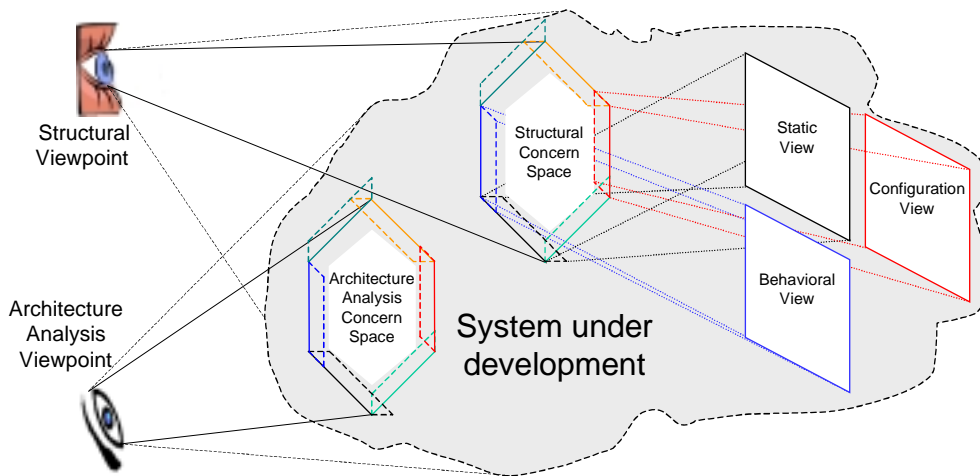 Structural
Viewpoint
Architecture
Analysis
Viewpoint
Structural
Concern
Space
Architecture
Analysis
Concern
Space
System under
development
Static
View
Configuration
View
Behavioral
View